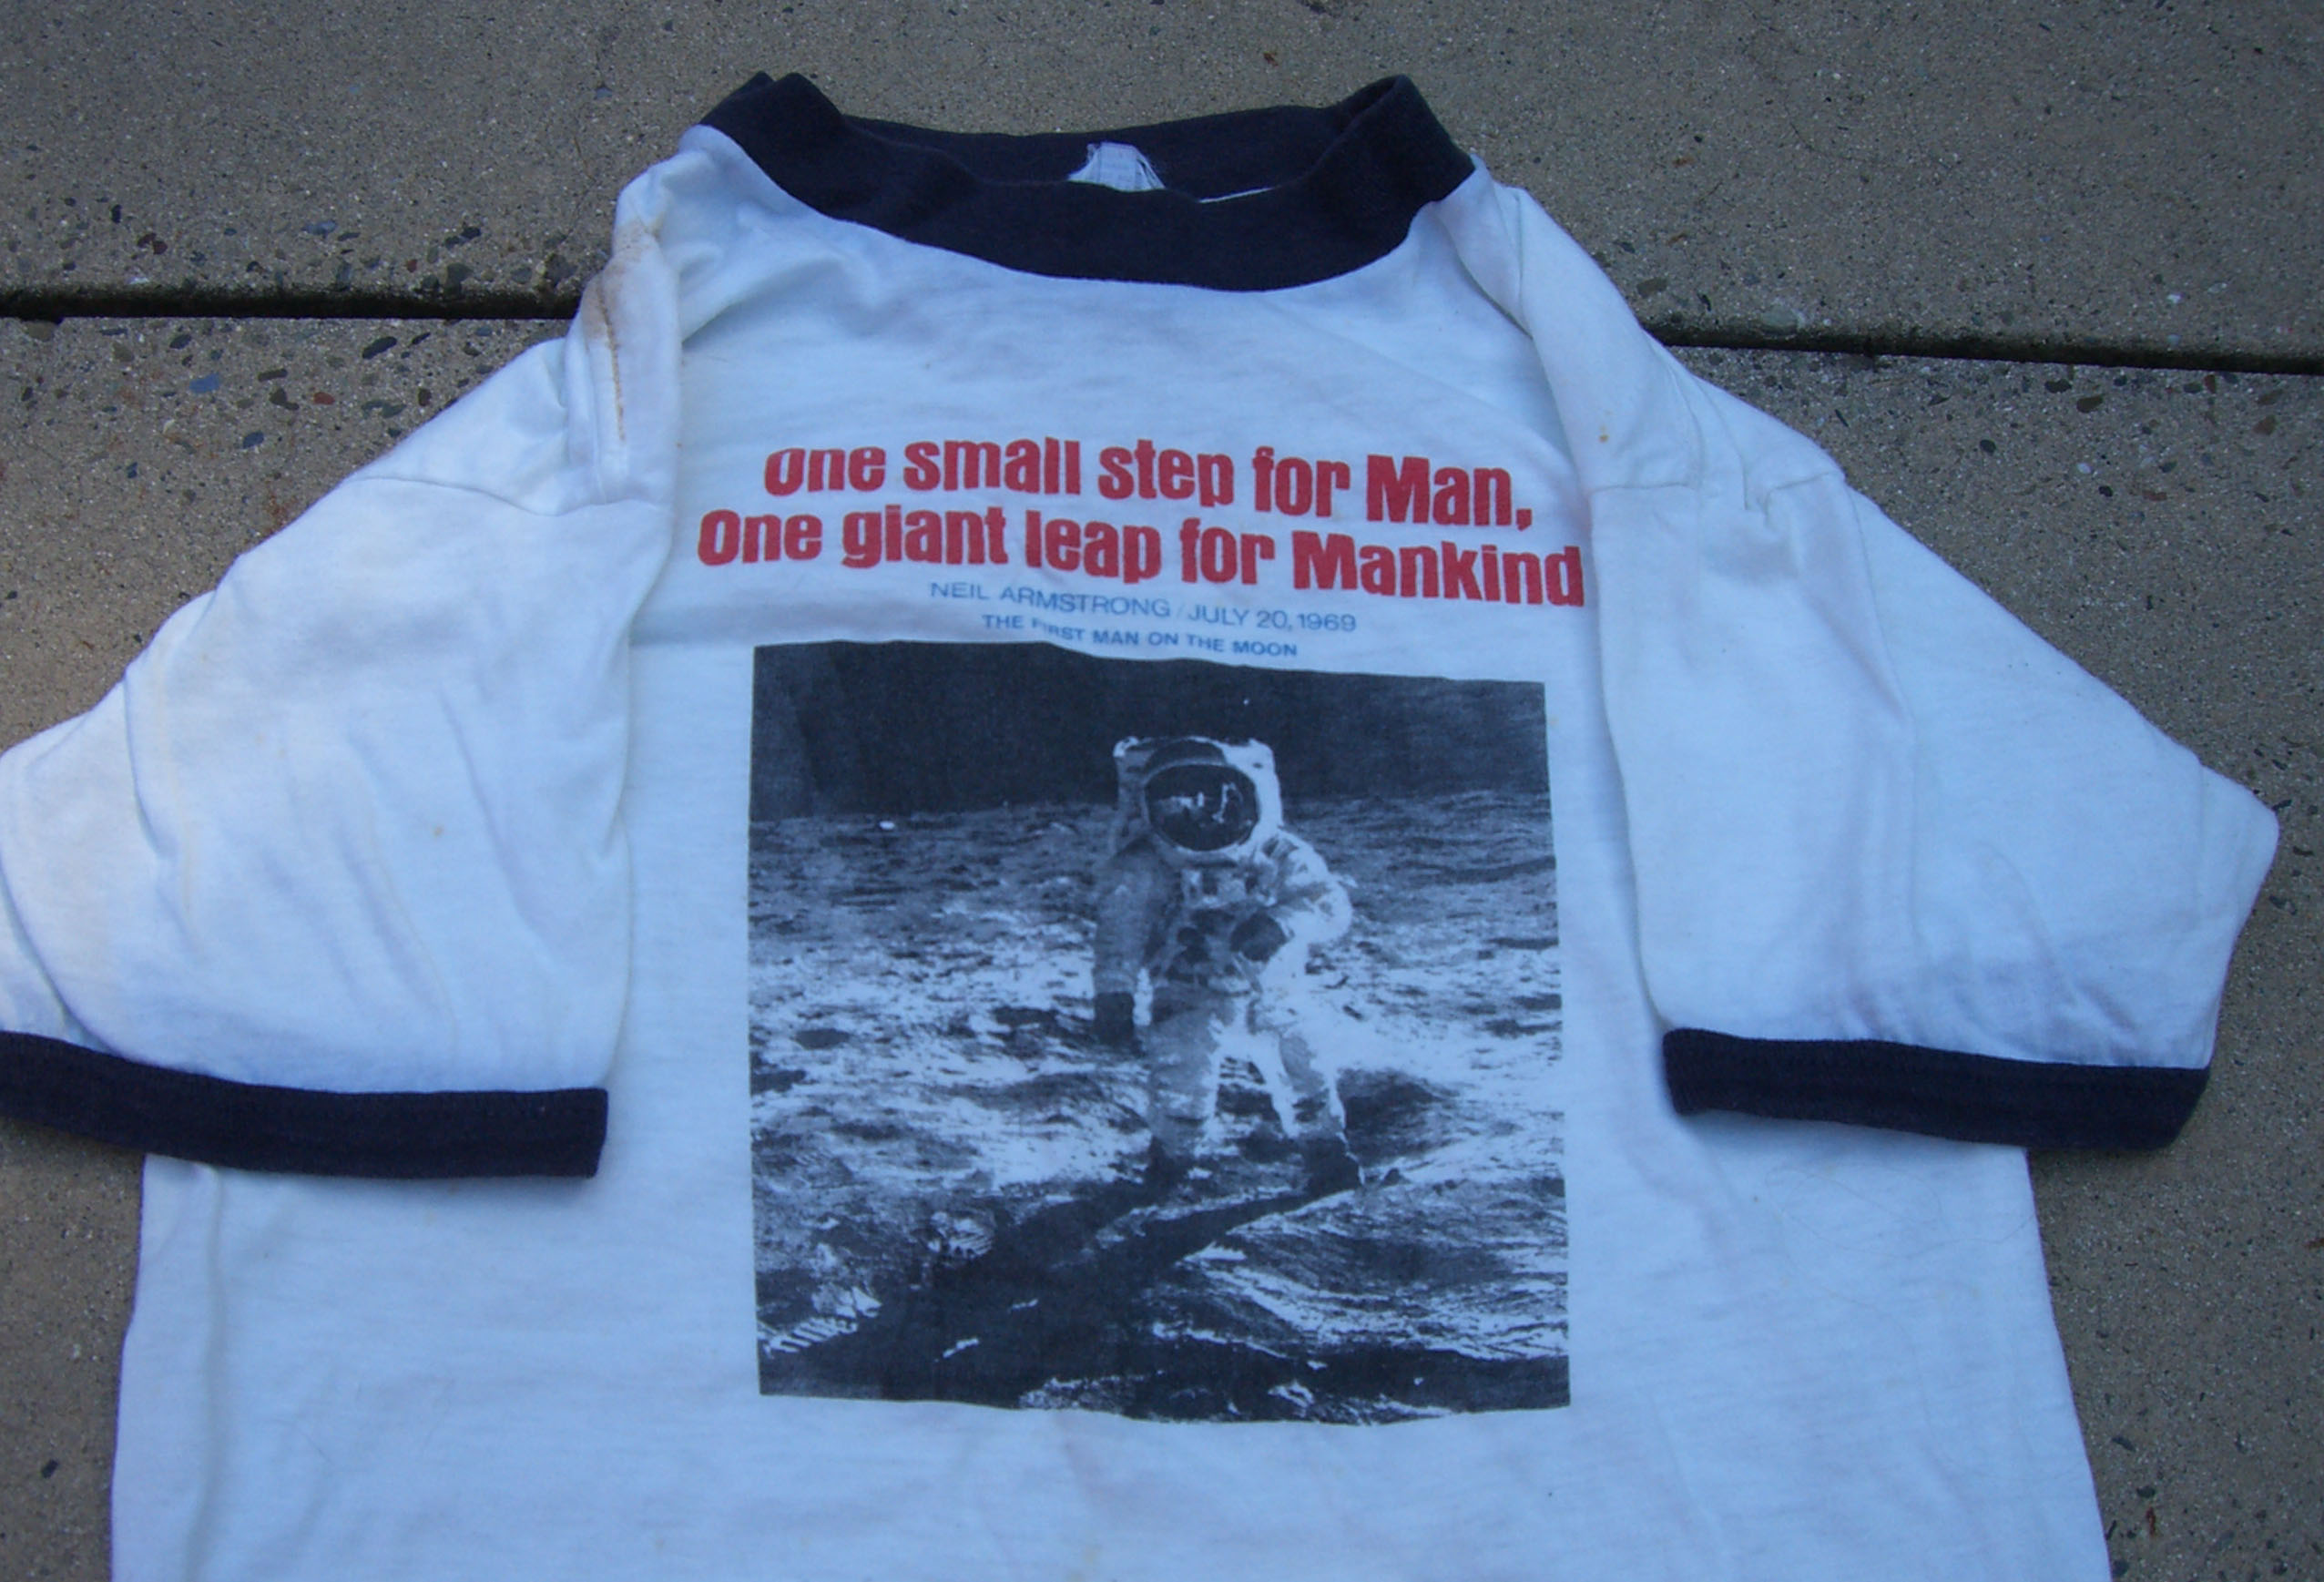 One small step for Man,
One giant leap for Mankind
NEIL ARMSTRONG / JULY 20, 1969
THE FIRST MAN ON THE MOON